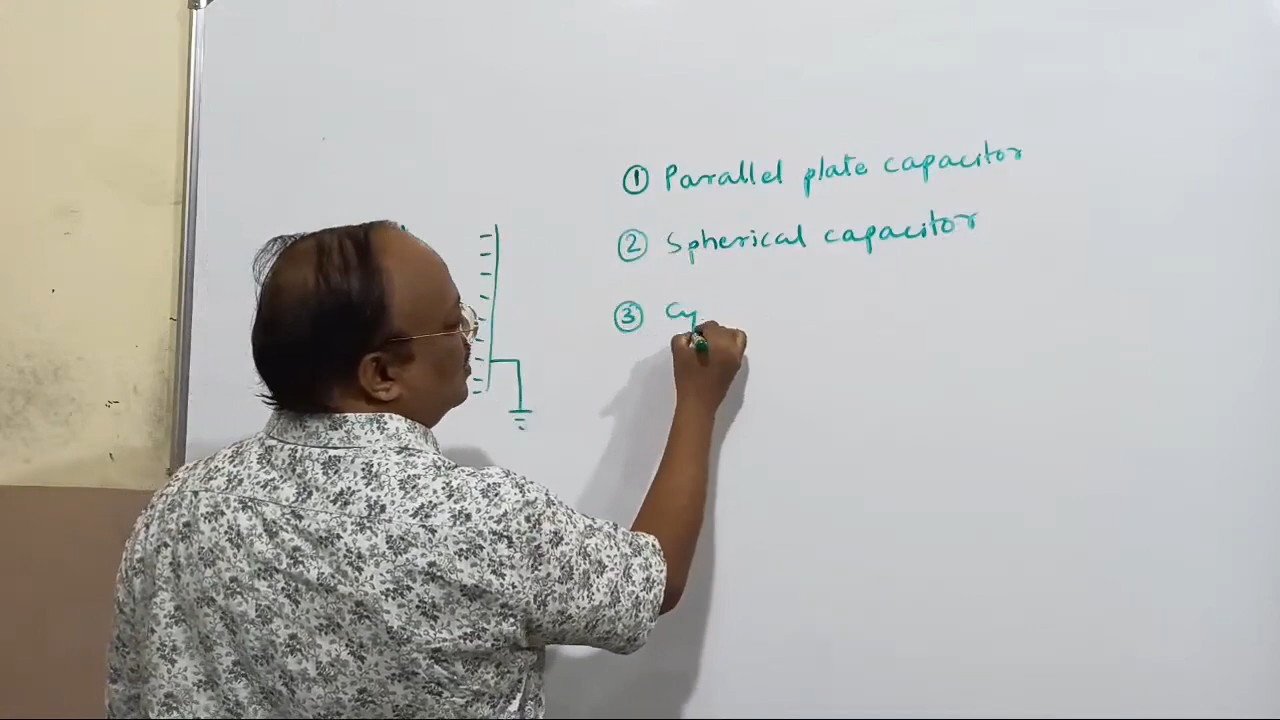 ① Parallel plate capacitor
② Spherical capacitor
③ Cy